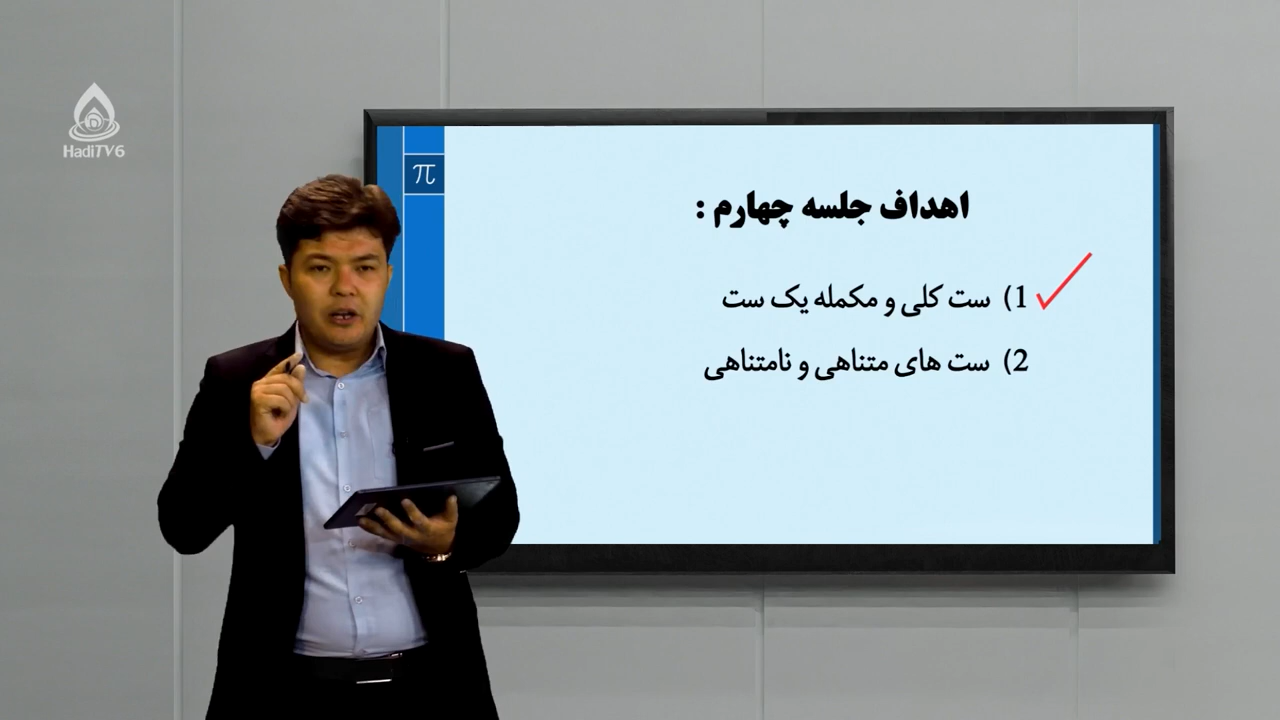 HadiTV6
π
اهداف جلسه چهارم :
1) ست کلی و مکمله یک ست
2) ست های متناهی و نامتناهی